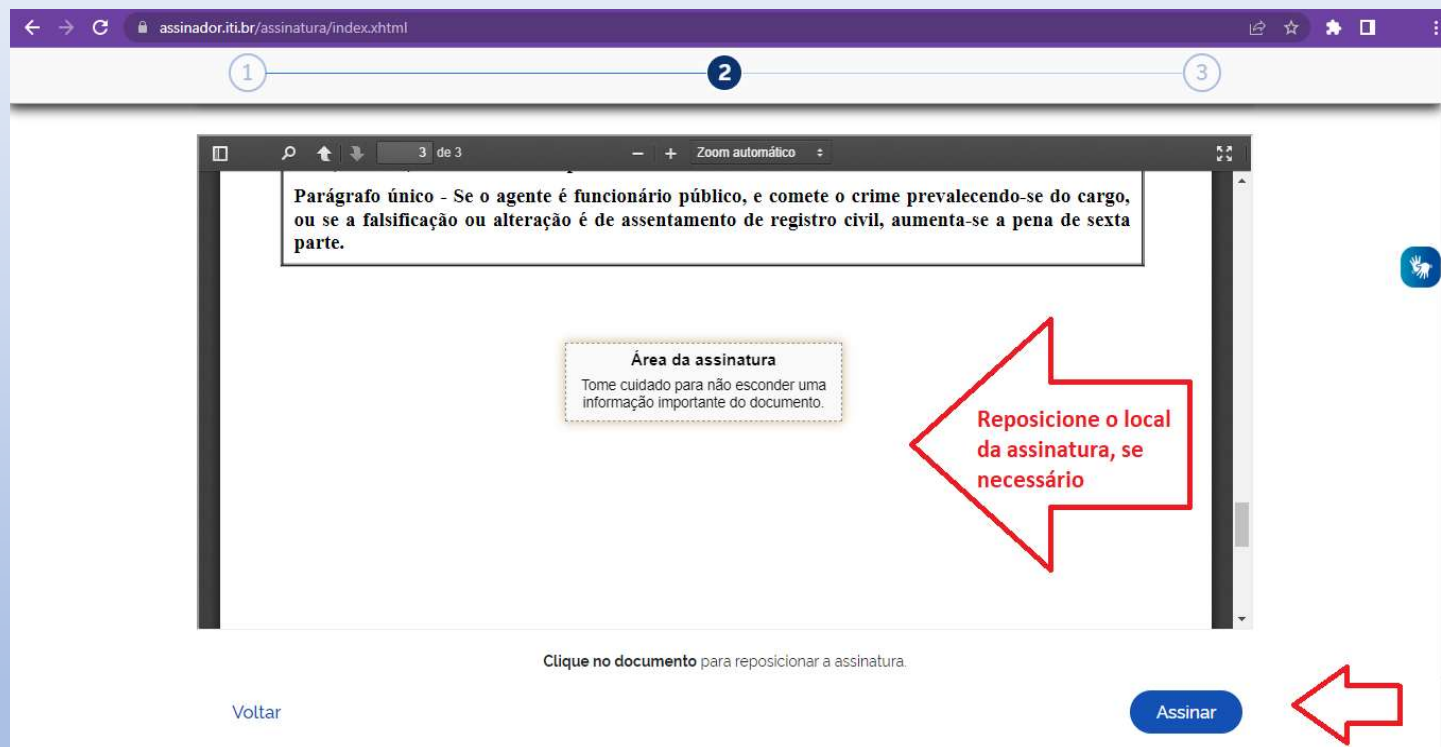 assinador.iti.br/assinatura/index.xhtml
1 2 3
3 de 3 Zoom automático
Parágrafo único - Se o agente é funcionário público, e comete o crime prevalecendo-se do cargo,
ou se a falsificação ou alteração é de assentamento de registro civil, aumenta-se a pena de sexta
parte.
Área da assinatura
Tome cuidado para não esconder uma
informação importante do documento.
Reposicione o local
da assinatura, se
necessário
Clique no documento para reposicionar a assinatura.
Voltar Assinar